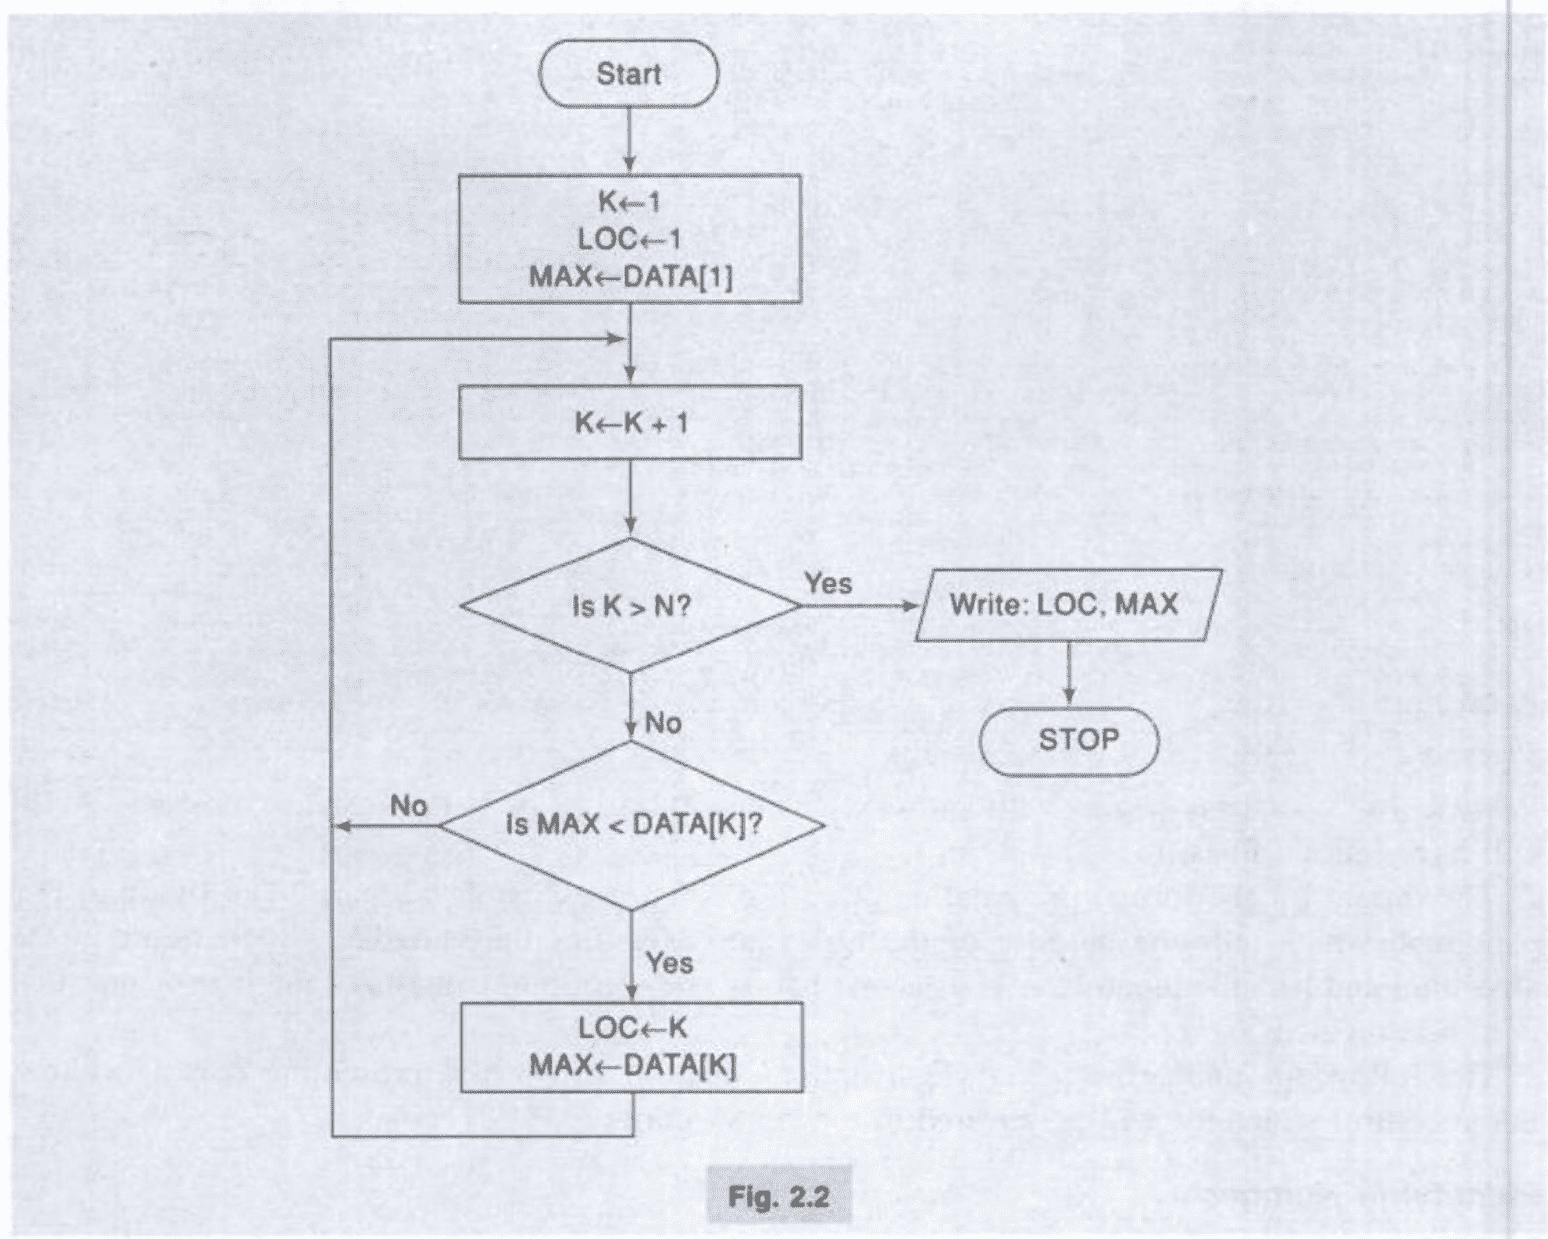 Start
K←1
LOC←1
MAX←DATA[1]
K←K + 1
Is K > N?
Yes
Write: LOC, MAX
No
STOP
No
Is MAX < DATA[K]?
Yes
LOC←K
MAX←DATA[K]
Fig. 2.2